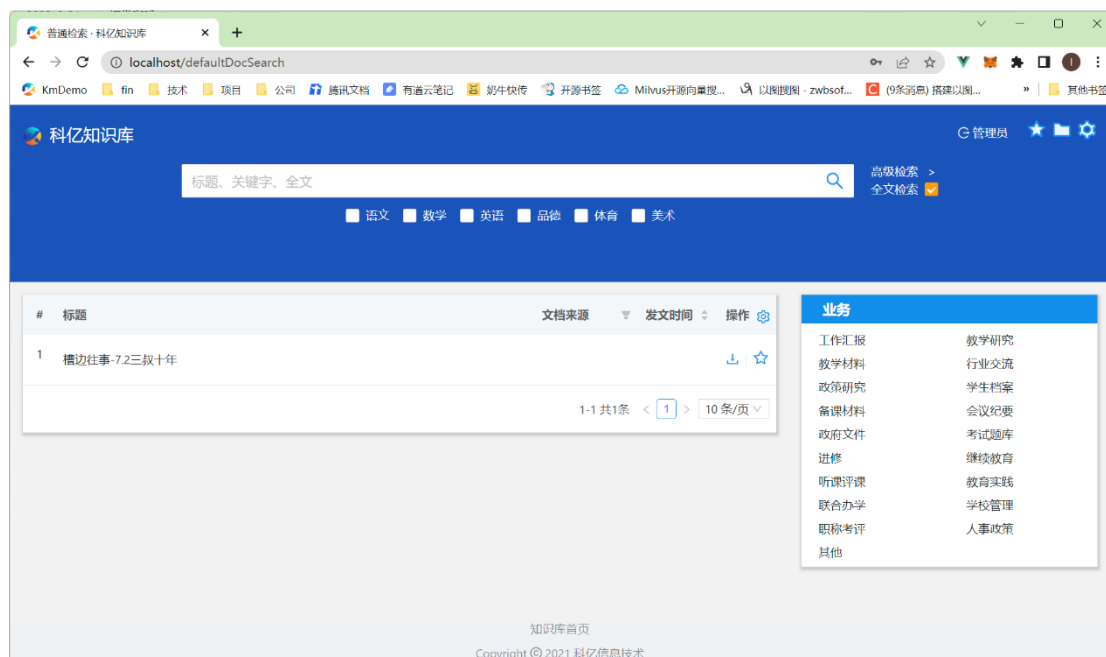 普通检索 · 科亿知识库
localhost/defaultDocSearch
KmDemo fin 技术 项目 公司 腾讯文档 有道云笔记 奶牛快传 开源书签 Milvus开源向量搜... 以图搜图 - zwbsof... (9条消息) 搭建以图... » 其他书签
科亿知识库 管理员
标题、关键字、全文 高级检索 >
全文检索
语文 数学 英语 品德 体育 美术
# 标题 文档来源 发文时间 操作
1 槽边往事-7.2三叔十年
1-1 共1条 < 1 > 10 条/页
业务
工作汇报 教学研究
教学材料 行业交流
政策研究 学生档案
备课材料 会议纪要
政府文件 考试题库
进修 继续教育
听课评课 教育实践
联合办学 学校管理
职称考评 人事政策
其他
知识库首页
Copyright © 2021 科亿信息技术